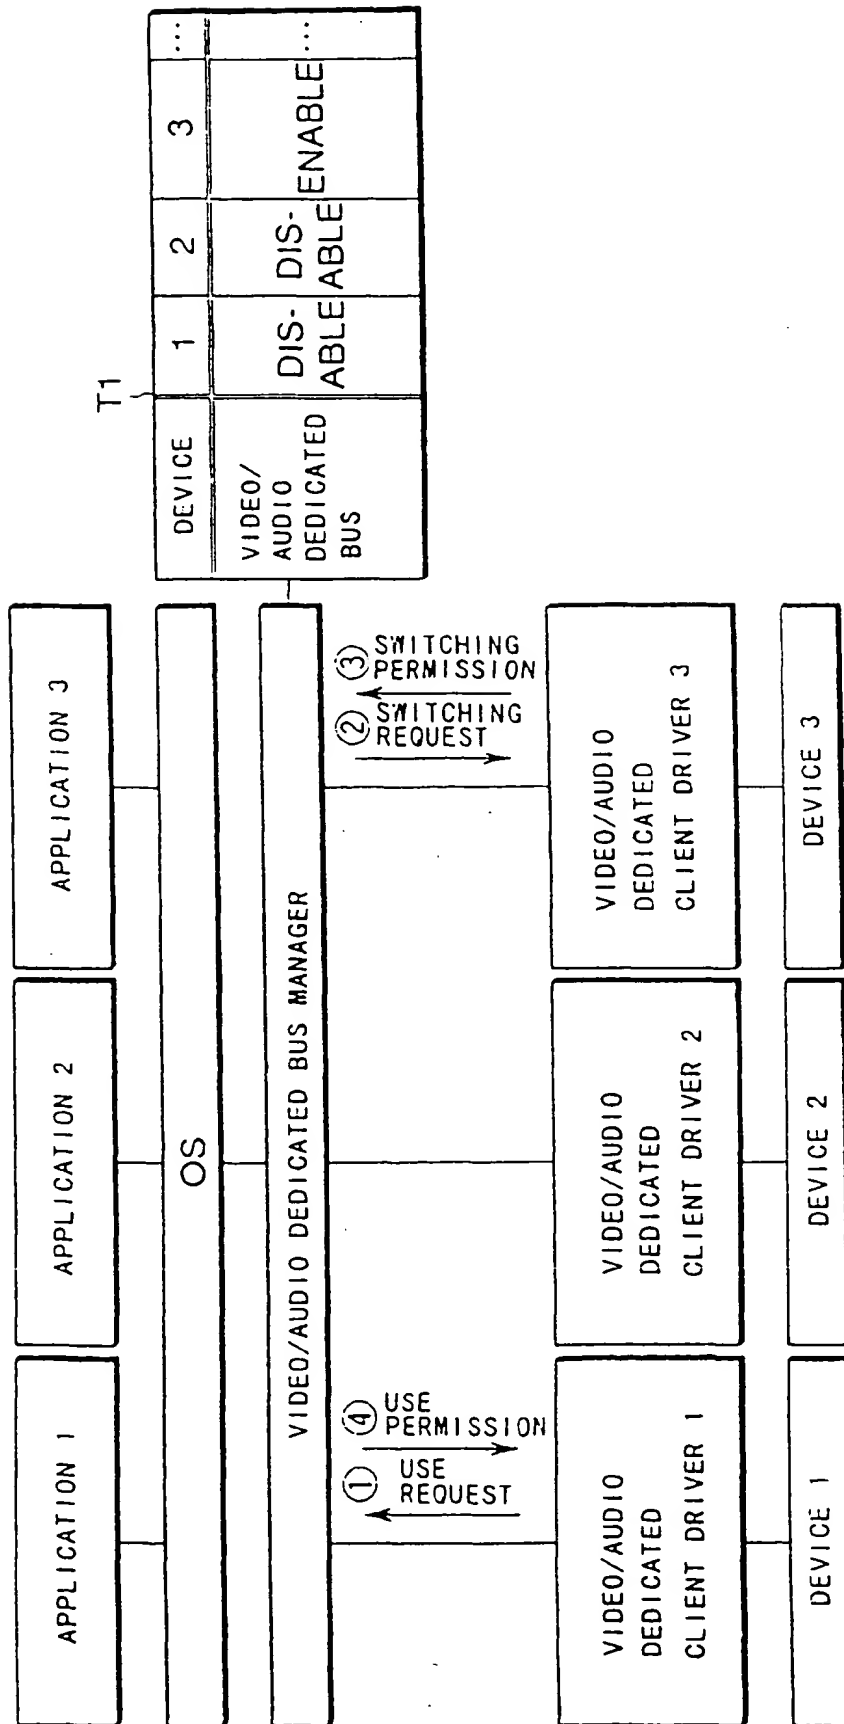 APPLICATION 1
APPLICATION 2
APPLICATION 3
OS
VIDEO/AUDIO DEDICATED BUS MANAGER
T1
DEVICE
1
2
3
...
VIDEO/
AUDIO
DEDICATED
BUS
DIS-
ABLE
DIS-
ABLE
ENABLE
...
① USE
REQUEST
④ USE
PERMISSION
② SWITCHING
REQUEST
③ SWITCHING
PERMISSION
VIDEO/AUDIO
DEDICATED
CLIENT DRIVER 1
VIDEO/AUDIO
DEDICATED
CLIENT DRIVER 2
VIDEO/AUDIO
DEDICATED
CLIENT DRIVER 3
DEVICE 1
DEVICE 2
DEVICE 3